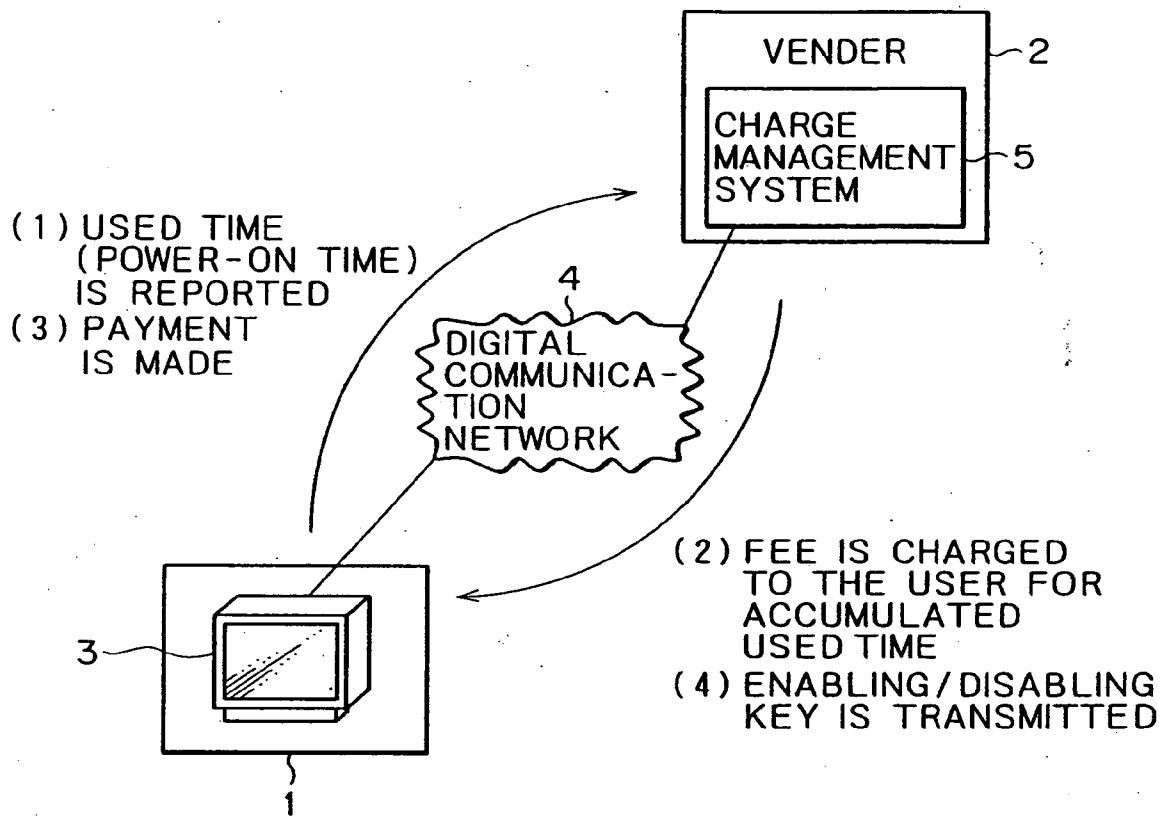 VENDER
2
CHARGE
MANAGEMENT
SYSTEM
5
(1) USED TIME
(POWER-ON TIME)
IS REPORTED
(3) PAYMENT
IS MADE
4
DIGITAL
COMMUNICA-
TION
NETWORK
(2) FEE IS CHARGED
TO THE USER FOR
ACCUMULATED
USED TIME
(4) ENABLING/DISABLING
KEY IS TRANSMITTED
3
1